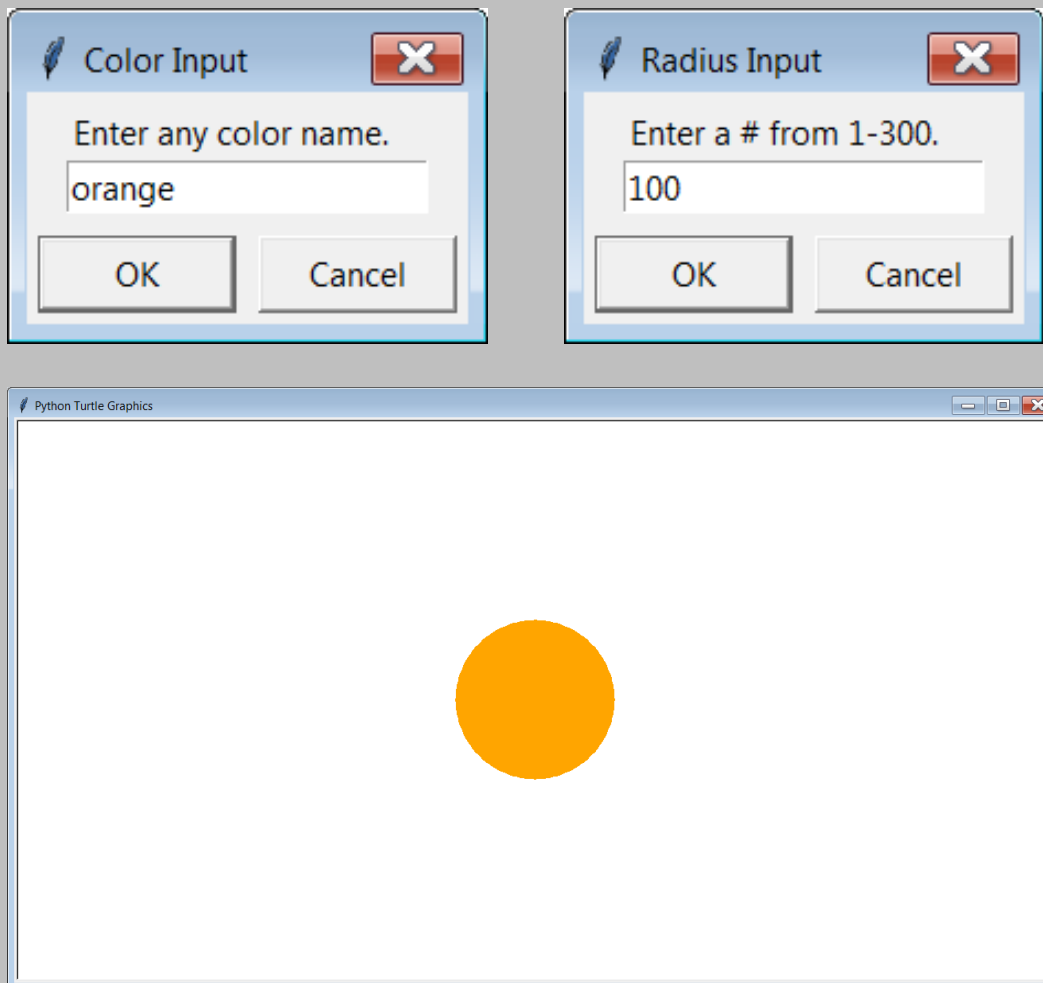 Color Input
Enter any color name.
orange
OK Cancel
Radius Input
Enter a # from 1-300.
100
OK Cancel
Python Turtle Graphics